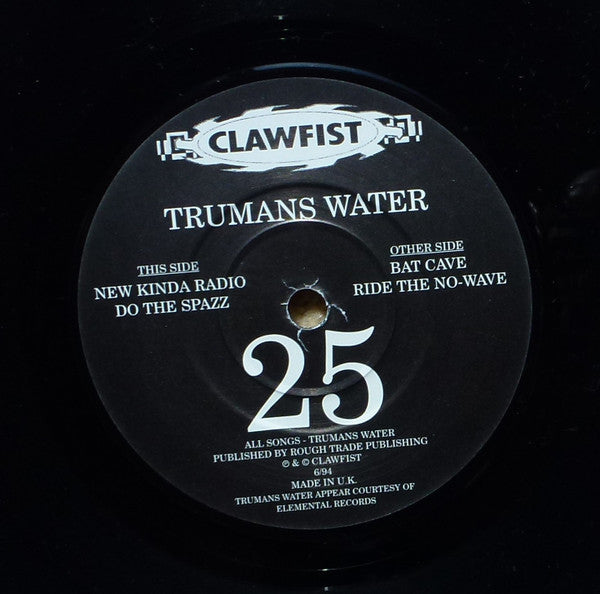 CLAWFIST
TRUMANS WATER
THIS SIDE
NEW KINDA RADIO
DO THE SPAZZ
OTHER SIDE
BAT CAVE
RIDE THE NO-WAVE
25
ALL SONGS - TRUMANS WATER
PUBLISHED BY ROUGH TRADE PUBLISHING
℗ & © CLAWFIST
6/94
MADE IN U.K.
TRUMANS WATER APPEAR COURTESY OF
ELEMENTAL RECORDS